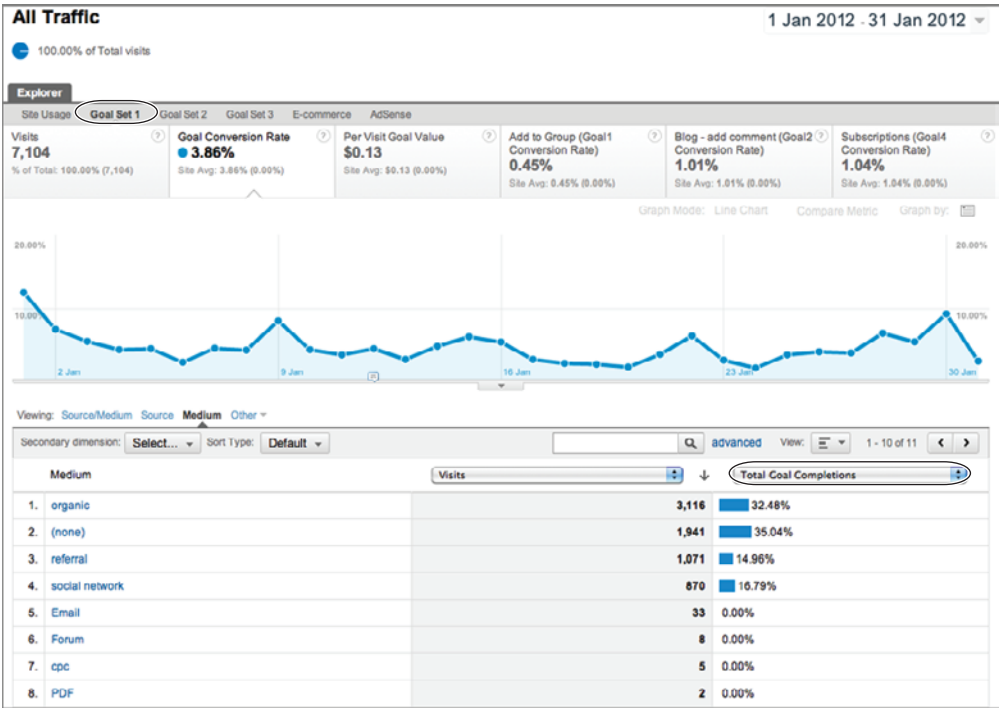 All Traffic
1 Jan 2012 - 31 Jan 2012
100.00% of Total visits
Explorer
Site Usage Goal Set 1 Goal Set 2 Goal Set 3 E-commerce AdSense
Visits ? Goal Conversion Rate ? Per Visit Goal Value ? Add to Group (Goal1 ? Blog - add comment (Goal2 ? Subscriptions (Goal4 ?
Conversion Rate) Conversion Rate) Conversion Rate)
7,104 3.86% $0.13 0.45% 1.01% 1.04%
% of Total: 100.00% (7,104) Site Avg: 3.86% (0.00%) Site Avg: $0.13 (0.00%) Site Avg: 0.45% (0.00%) Site Avg: 1.01% (0.00%) Site Avg: 1.04% (0.00%)
Graph Mode: Line Chart Compare Metric Graph by:
20.00% 20.00%
10.00% 10.00%
2 Jan 9 Jan 16 Jan 23 Jan 30 Jan
Viewing: Source/Medium Source Medium Other
Secondary dimension: Select... Sort Type: Default advanced View: 1 - 10 of 11
Medium Visits Total Goal Completions
1. organic 3,116 32.48%
2. (none) 1,941 35.04%
3. referral 1,071 14.96%
4. social network 870 16.79%
5. Email 33 0.00%
6. Forum 8 0.00%
7. cpc 5 0.00%
8. PDF 2 0.00%